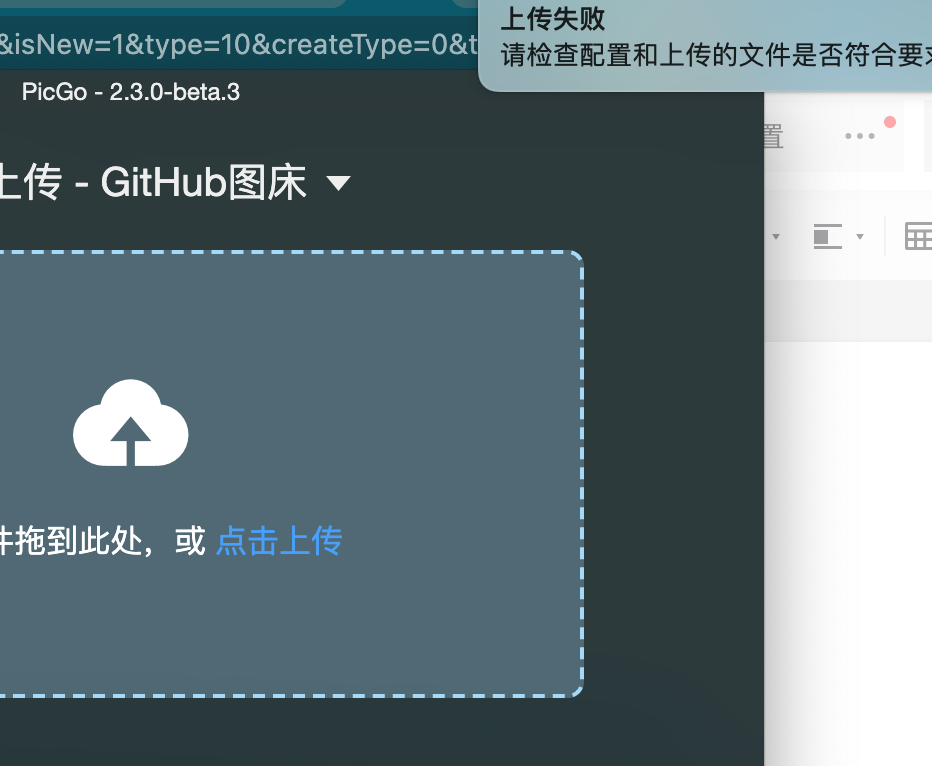 上传失败
请检查配置和上传的文件是否符合要求
&isNew=1&type=10&createType=0&t
PicGo - 2.3.0-beta.3
上传 - GitHub图床
置
件拖到此处，或 点击上传